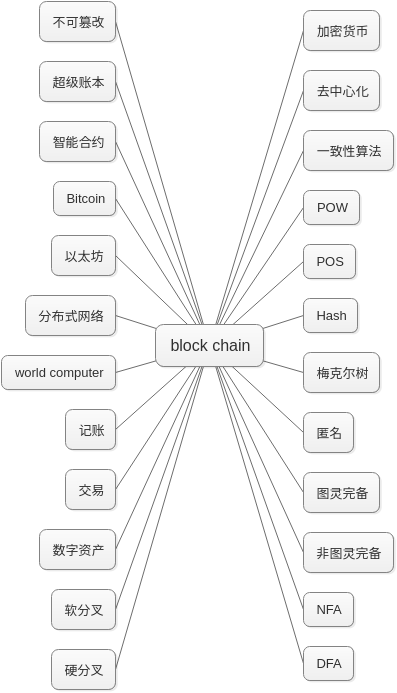 不可篡改
超级账本
智能合约
Bitcoin
以太坊
分布式网络
world computer
记账
交易
数字资产
软分叉
硬分叉
block chain
加密货币
去中心化
一致性算法
POW
POS
Hash
梅克尔树
匿名
图灵完备
非图灵完备
NFA
DFA